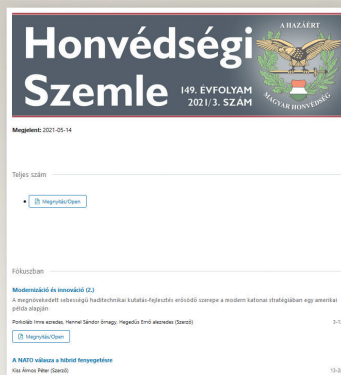 Honvédségi
Szemle
149. ÉVFOLYAM
2021/3. SZÁM
A HAZÁÉRT
MAGYAR HONVÉDSÉG
Megjelent: 2021-05-14
Teljes szám
Megnyitás/Open
Fókuszban
Modernizáció és innováció (2.)
A megnövekedett sebességű haditechnikai kutatás-fejlesztés erősödő szerepe a modern katonai stratégiában egy amerikai
példa alapján
Porkoláb Imre ezredes, Hennel Sándor őrnagy, Hegedűs Ernő alezredes (Szerző)
Megnyitás/Open
A NATO válasza a hibrid fenyegetésre
Kiss Álmos Péter (Szerző)